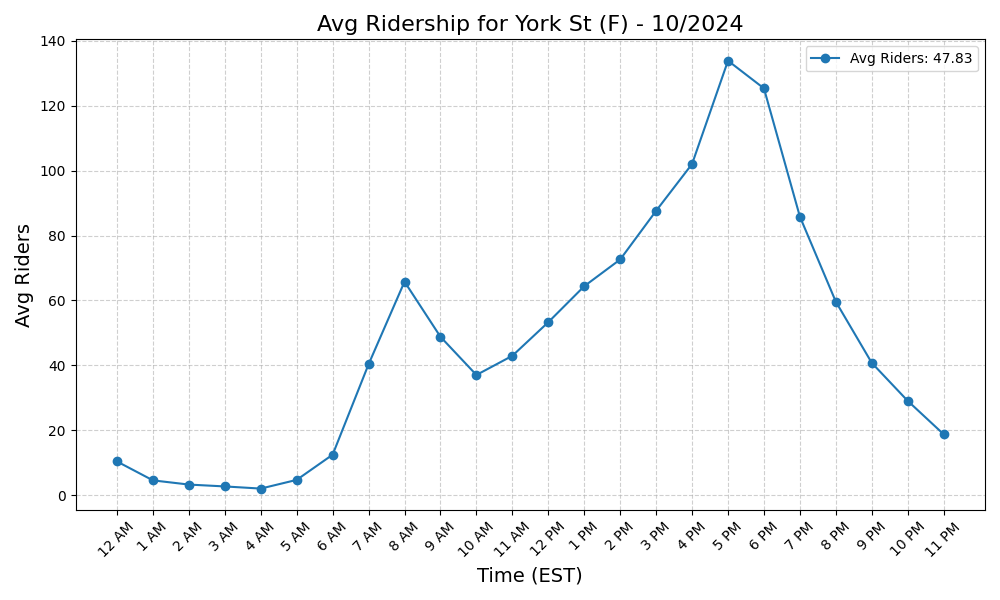 Avg Ridership for York St (F) - 10/2024
Avg Riders: 47.83
Avg Riders
140
120
100
80
60
40
20
0
12 AM
1 AM
2 AM
3 AM
4 AM
5 AM
6 AM
7 AM
8 AM
9 AM
10 AM
11 AM
12 PM
1 PM
2 PM
3 PM
4 PM
5 PM
6 PM
7 PM
8 PM
9 PM
10 PM
11 PM
Time (EST)